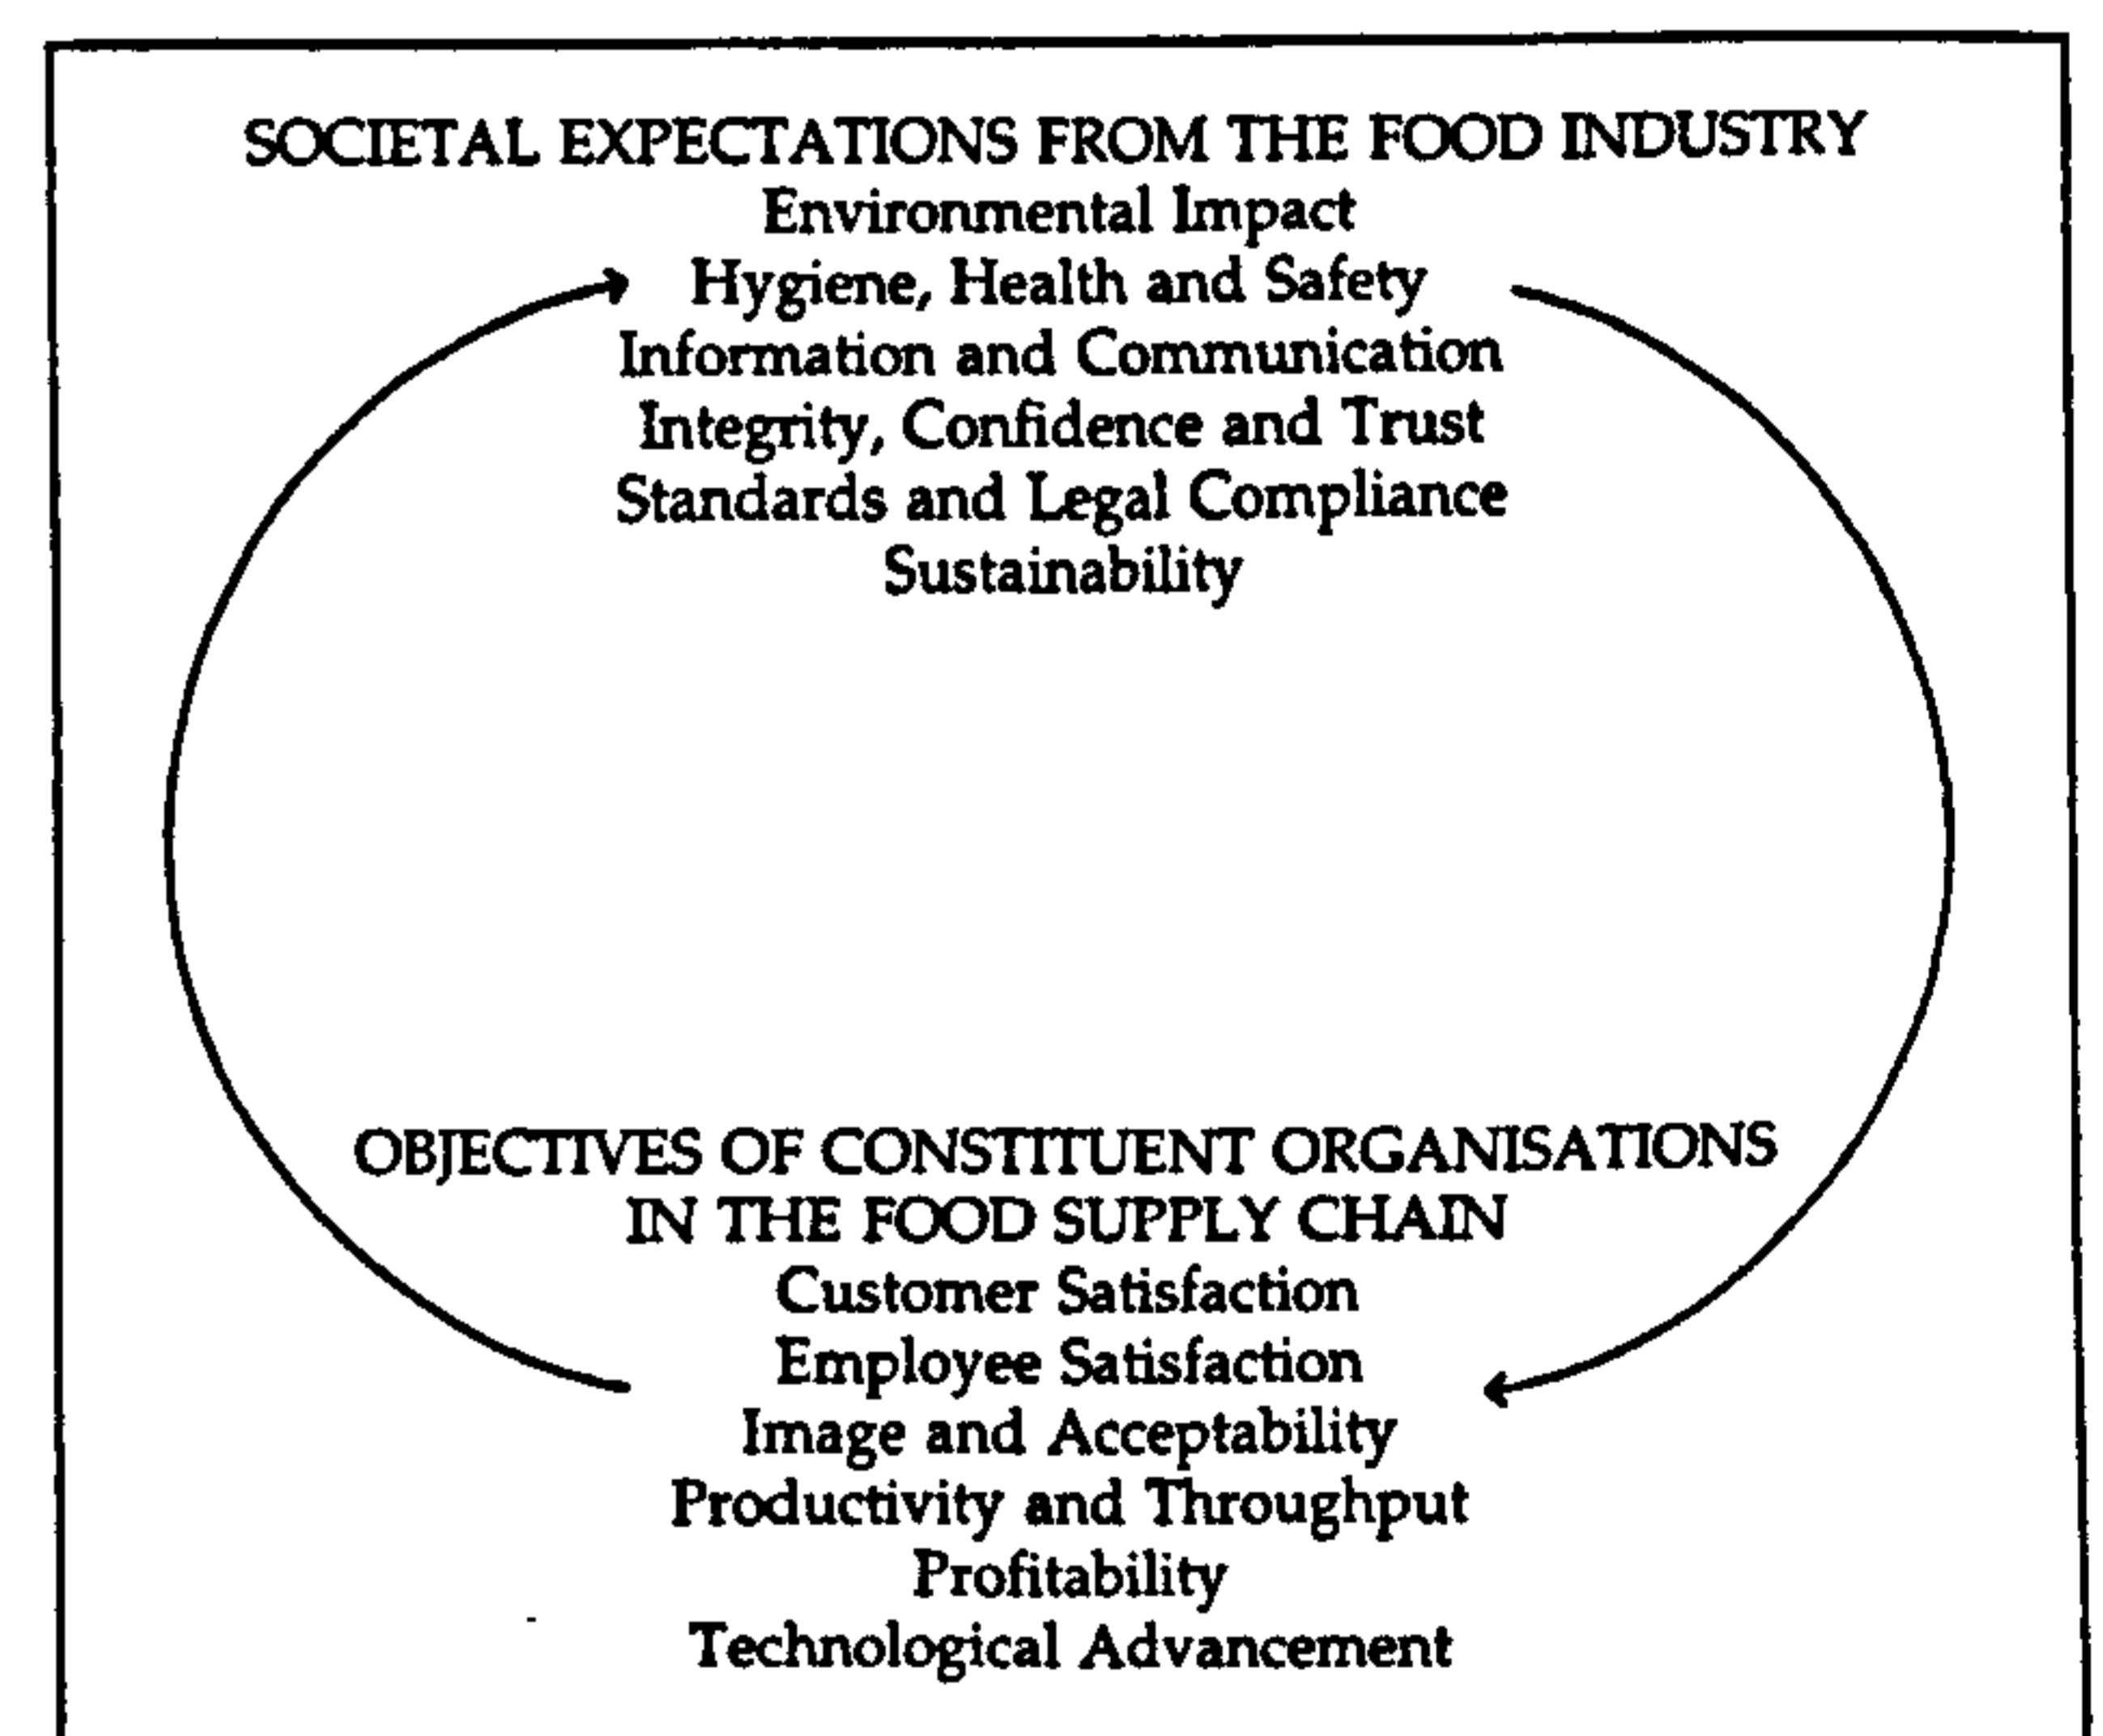 SOCIETAL EXPECTATIONS FROM THE FOOD INDUSTRY
Environmental Impact
Hygiene, Health and Safety
Information and Communication
Integrity, Confidence and Trust
Standards and Legal Compliance
Sustainability
OBJECTIVES OF CONSTITUENT ORGANISATIONS
IN THE FOOD SUPPLY CHAIN
Customer Satisfaction
Employee Satisfaction
Image and Acceptability
Productivity and Throughput
Profitability
Technological Advancement